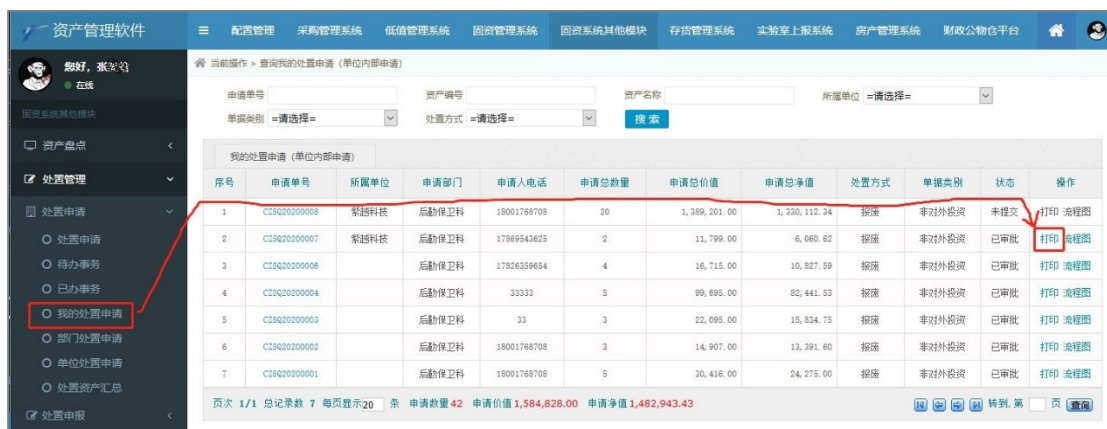 资产管理软件
配置管理 采购管理系统 低值管理系统 固资管理系统 固资系统其他模块 存货管理系统 实验室上报系统 房产管理系统 财政公物仓平台
您好，张
在线
当前操作 > 查询我的处置申请（单位内部申请）
申请单号 资产编号 资产名称 所属单位 =请选择=
单据类别 =请选择= 处置方式 =请选择= 搜索
固资系统其他模块
资产盘点
处置管理
处置申请
处置申请
待办事务
已办事务
我的处置申请
部门处置申请
单位处置申请
处置资产汇总
处置申报
我的处置申请（单位内部申请）
序号 申请单号 所属单位 申请部门 申请人电话 申请总数量 申请总价值 申请总净值 处置方式 单据类别 状态 操作
1 CZSQ20200008 紫越科技 后勤保卫科 18001768708 20 1,389,201.00 1,330,112.34 报废 非对外投资 未提交 打印 流程图
2 CZSQ20200007 紫越科技 后勤保卫科 17869543625 2 11,799.00 6,060.62 报废 非对外投资 已审批 打印 流程图
3 CZSQ20200006 后勤保卫科 17826359654 4 16,715.00 10,827.59 报废 非对外投资 已审批 打印 流程图
4 CZSQ20200004 后勤保卫科 33333 5 99,695.00 82,441.53 报废 非对外投资 已审批 打印 流程图
5 CZSQ20200003 后勤保卫科 33 3 22,095.00 15,834.75 报废 非对外投资 已审批 打印 流程图
6 CZSQ20200002 后勤保卫科 18001768708 3 14,907.00 13,391.60 报废 非对外投资 已审批 打印 流程图
7 CZSQ20200001 后勤保卫科 18001768708 5 30,416.00 24,275.00 报废 非对外投资 已审批 打印 流程图
页次 1/1 总记录数 7 每页显示20 条 申请数量42 申请价值1,584,828.00 申请净值1,482,943.43 转到,第 页 查询